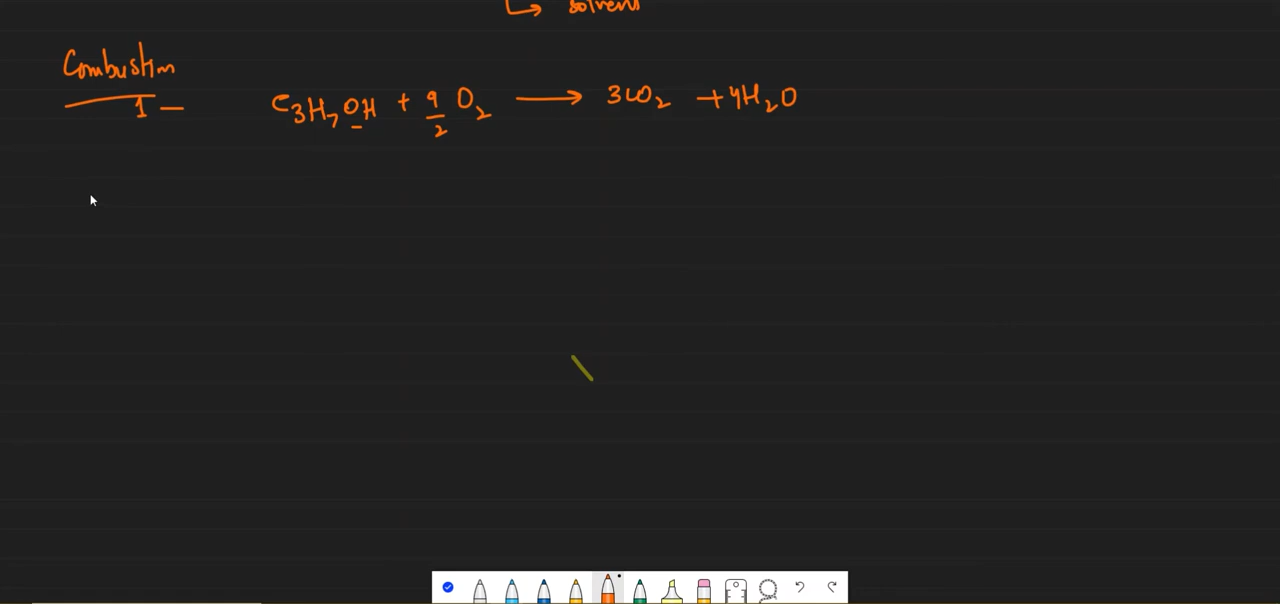 ↳ solvent
Combustion
1 — C₃H₇OH + 9/2 O₂ ⟶ 3CO₂ + 4H₂O